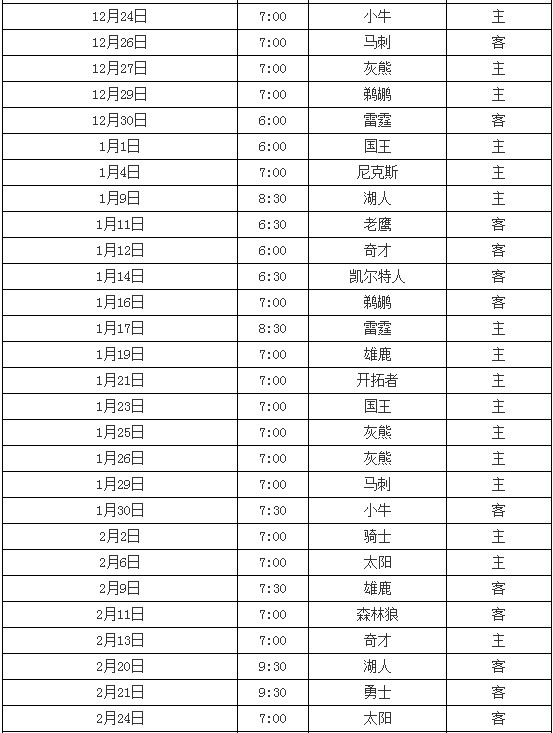 12月24日 7:00 小牛 主
12月26日 7:00 马刺 客
12月27日 7:00 灰熊 主
12月29日 7:00 鹈鹕 主
12月30日 6:00 雷霆 客
1月1日 6:00 国王 主
1月4日 7:00 尼克斯 主
1月9日 8:30 湖人 主
1月11日 6:30 老鹰 客
1月12日 6:00 奇才 客
1月14日 6:30 凯尔特人 客
1月16日 7:00 鹈鹕 客
1月17日 8:30 雷霆 主
1月19日 7:00 雄鹿 主
1月21日 7:00 开拓者 主
1月23日 7:00 国王 主
1月25日 7:00 灰熊 主
1月26日 7:00 灰熊 主
1月29日 7:00 马刺 主
1月30日 7:30 小牛 客
2月2日 7:00 骑士 主
2月6日 7:00 太阳 主
2月9日 7:30 雄鹿 客
2月11日 7:00 森林狼 客
2月13日 7:00 奇才 主
2月20日 9:30 湖人 客
2月21日 9:30 勇士 客
2月24日 7:00 太阳 客